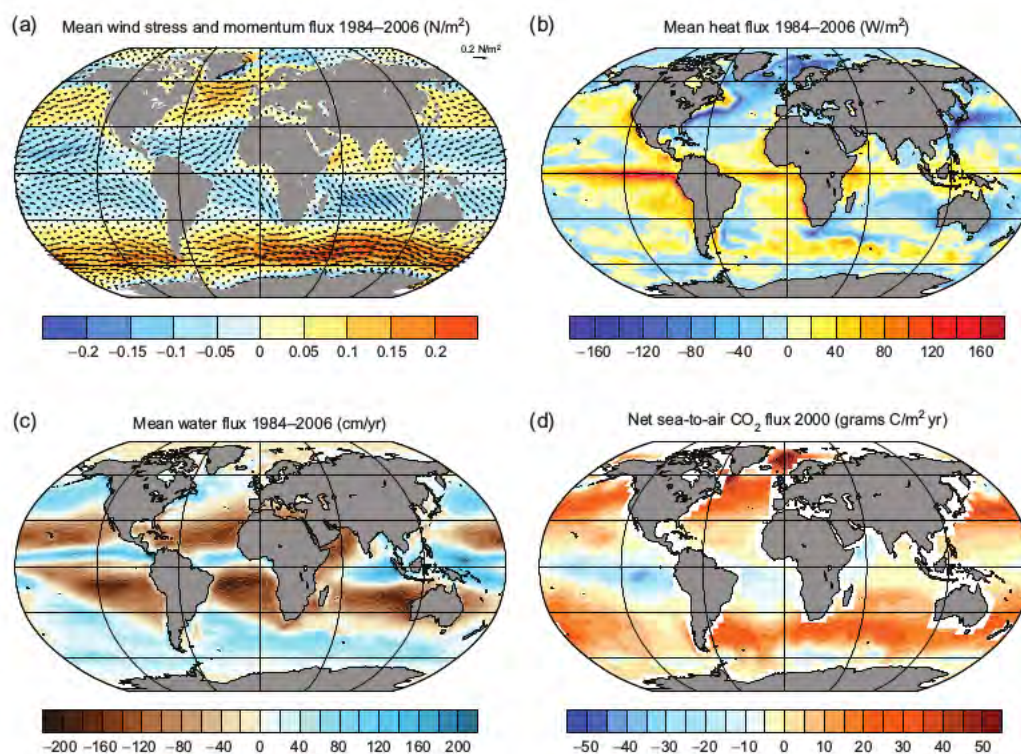 (a) Mean wind stress and momentum flux 1984–2006 (N/m²)
0.2 N/m²
−0.2 −0.15 −0.1 −0.05 0 0.05 0.1 0.15 0.2
(b) Mean heat flux 1984–2006 (W/m²)
−160 −120 −80 −40 0 40 80 120 160
(c) Mean water flux 1984–2006 (cm/yr)
−200 −160 −120 −80 −40 0 40 80 120 160 200
(d) Net sea-to-air CO₂ flux 2000 (grams C/m² yr)
−50 −40 −30 −20 −10 0 10 20 30 40 50